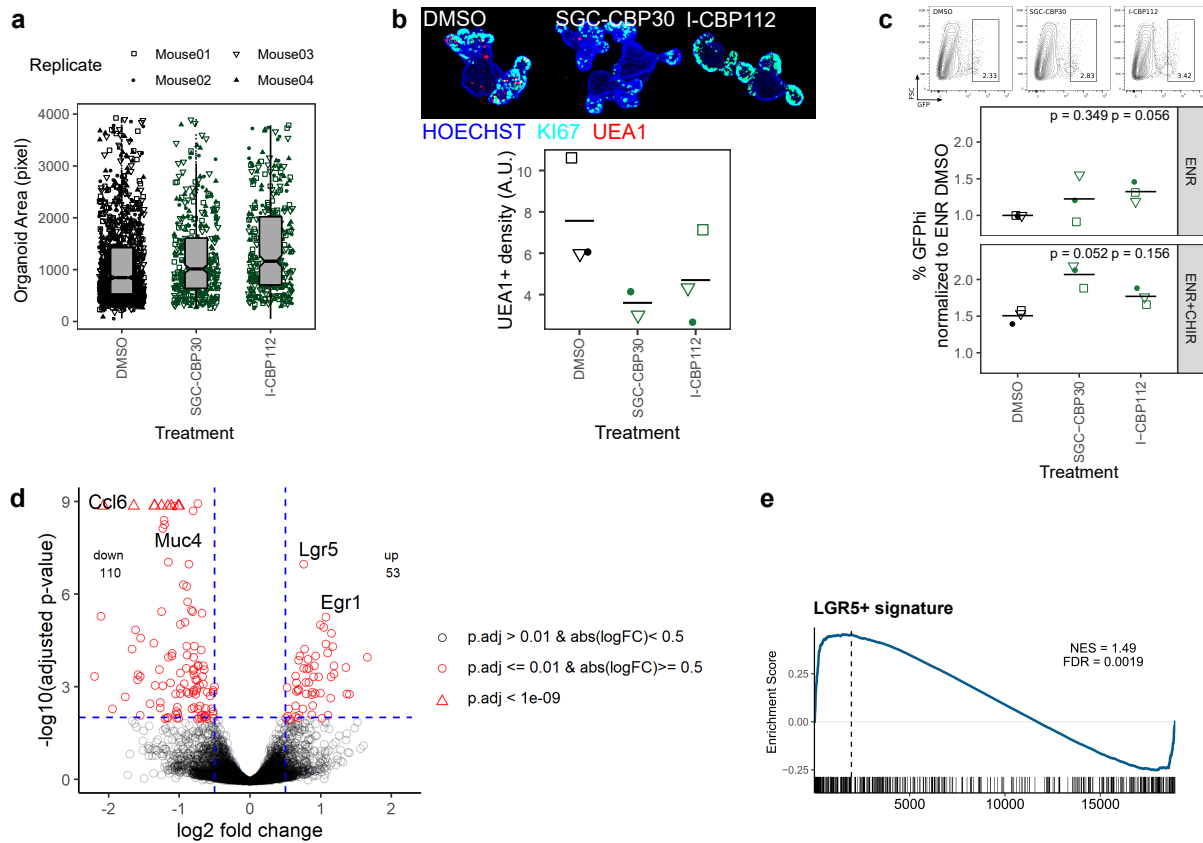 a
Replicate
Mouse01
Mouse03
Mouse02
Mouse04
Organoid Area (pixel)
4000
3000
2000
1000
0
DMSO
SGC-CBP30
I-CBP112
Treatment
b
DMSO
SGC-CBP30
I-CBP112
HOECHST KI67 UEA1
UEA1 + density (A.U.)
10
8
6
4
DMSO
SGC-CBP30
I-CBP112
Treatment
c
DMSO
SGC-CBP30
I-CBP112
2.33
2.83
3.42
FSC
GFP
% GFPhi
normalized to ENR DMSO
p = 0.349 p = 0.056
2.0
1.5
1.0
ENR
p = 0.052 p = 0.156
2.0
1.5
1.0
ENR+CHIR
DMSO
SGC−CBP30
I−CBP112
Treatment
d
-log10(adjusted p-value)
9
6
3
0
Ccl6
Muc4
Lgr5
Egr1
down
110
up
53
-2
-1
0
1
2
log2 fold change
p.adj > 0.01 & abs(logFC)< 0.5
p.adj <= 0.01 & abs(logFC)>= 0.5
p.adj < 1e-09
e
LGR5+ signature
NES = 1.49
FDR = 0.0019
Enrichment Score
0.25
0.00
−0.25
5000
10000
15000